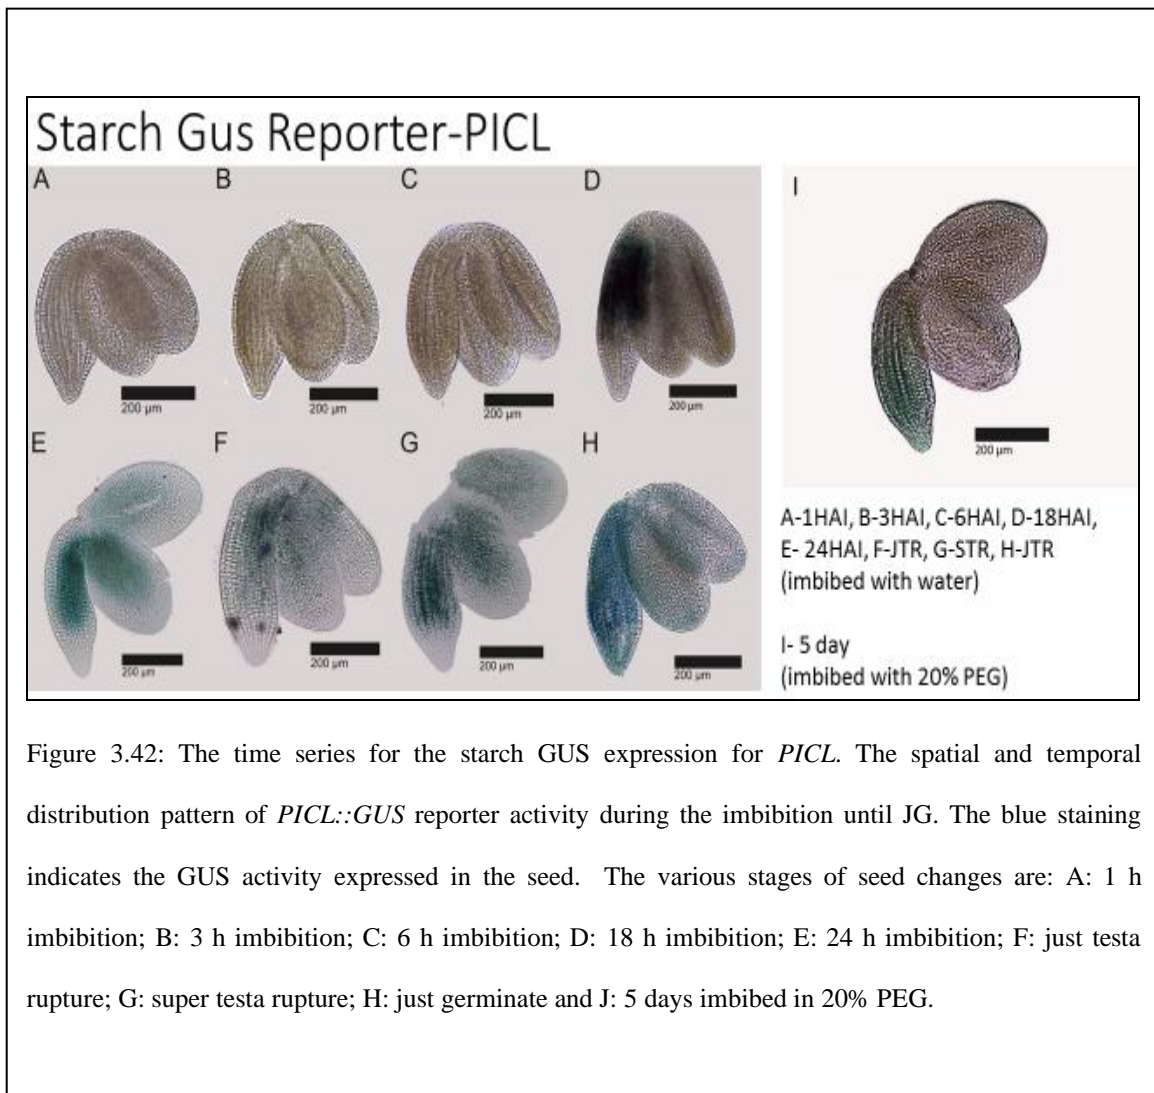 Starch Gus Reporter-PICL
A
B
C
D
I
200 µm
200 µm
200 µm
200 µm
200 µm
E
F
G
H
200 µm
200 µm
200 µm
200 µm
A-1HAI, B-3HAI, C-6HAI, D-18HAI,
E- 24HAI, F-JTR, G-STR, H-JTR
(imbibed with water)
I- 5 day
(imbibed with 20% PEG)
Figure 3.42: The time series for the starch GUS expression for PICL. The spatial and temporal
distribution pattern of PICL::GUS reporter activity during the imbibition until JG. The blue staining
indicates the GUS activity expressed in the seed. The various stages of seed changes are: A: 1 h
imbibition; B: 3 h imbibition; C: 6 h imbibition; D: 18 h imbibition; E: 24 h imbibition; F: just testa
rupture; G: super testa rupture; H: just germinate and J: 5 days imbibed in 20% PEG.